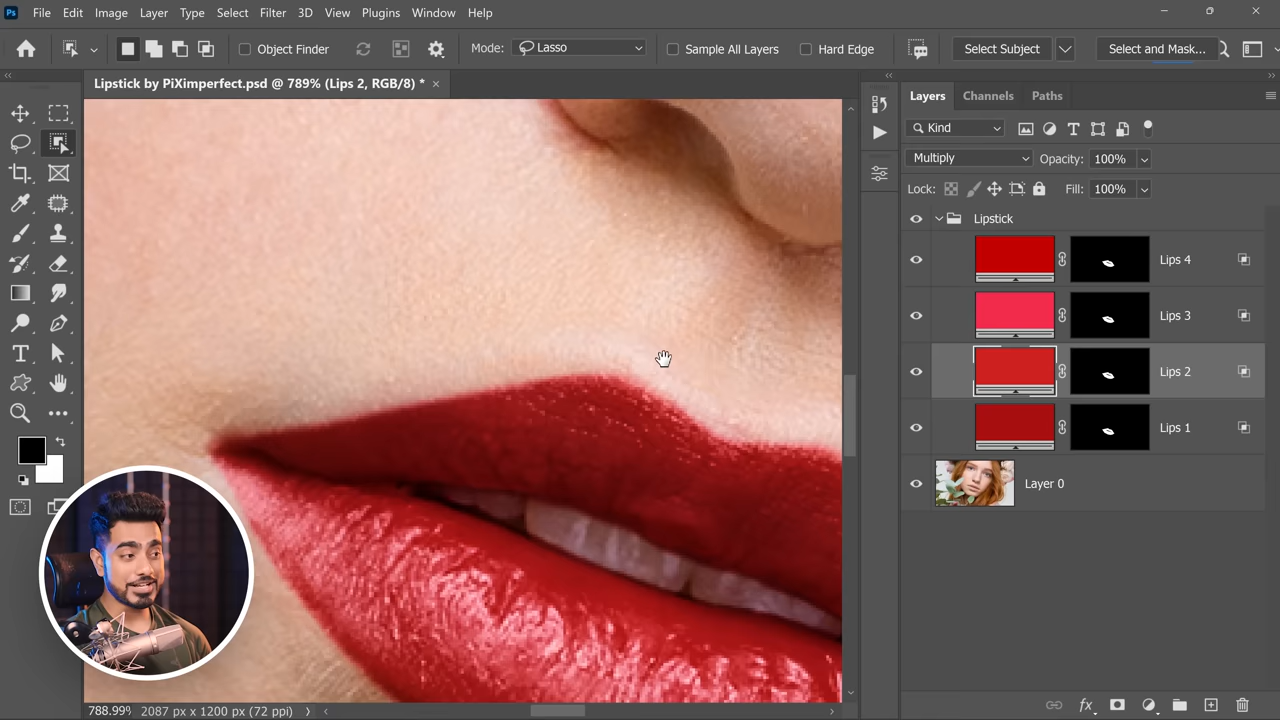 Ps File Edit Image Layer Type Select Filter 3D View Plugins Window Help
Object Finder Mode: Lasso Sample All Layers Hard Edge Select Subject Select and Mask...
Lipstick by PiXimperfect.psd @ 789% (Lips 2, RGB/8) * ×
Layers Channels Paths
Kind
Multiply Opacity: 100%
Lock: Fill: 100%
Lipstick
Lips 4
Lips 3
Lips 2
Lips 1
Layer 0
788.99% 2087 px x 1200 px (72 ppi)